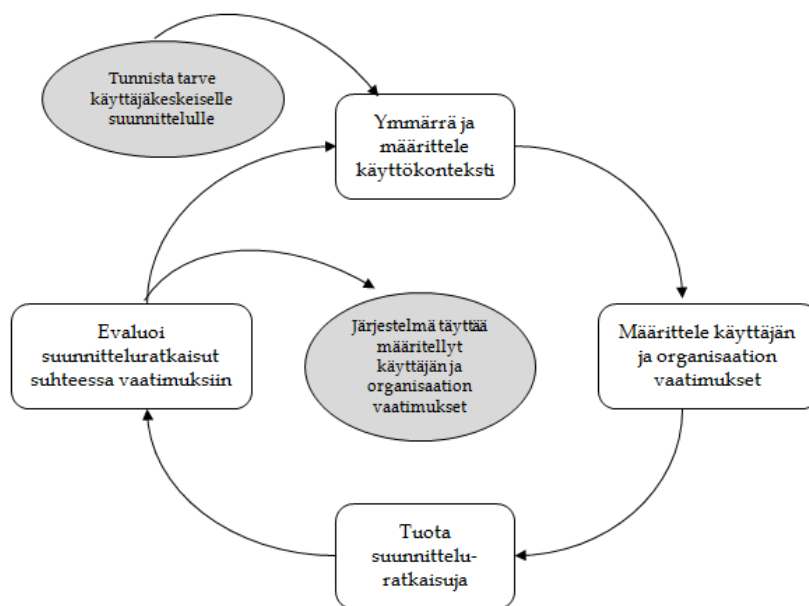 Tunnista tarve
käyttäjäkeskeiselle
suunnittelulle
Ymmärrä ja
määrittele
käyttökonteksti
Määrittele käyttäjän
ja organisaation
vaatimukset
Tuota
suunnittelu-
ratkaisuja
Evaluoi
suunnitteluratkaisut
suhteessa vaatimuksiin
Järjestelmä täyttää
määritellyt
käyttäjän ja
organisaation
vaatimukset